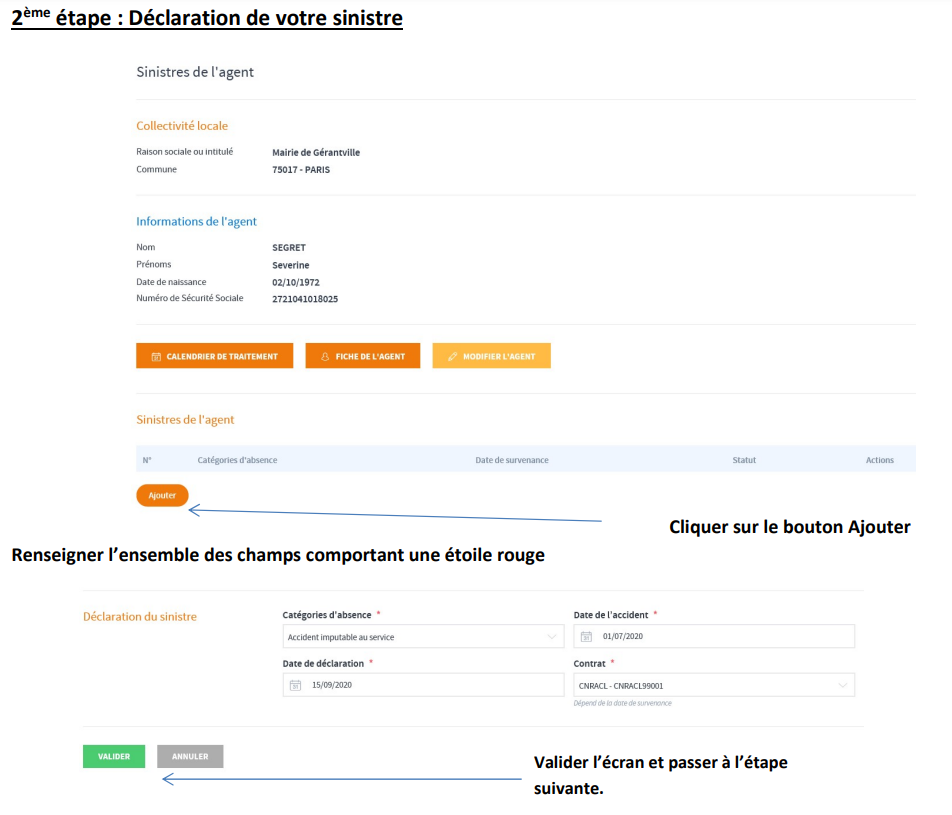 2ème étape : Déclaration de votre sinistre
Sinistres de l'agent
Collectivité locale
Raison sociale ou intitulé Mairie de Gérantville
Commune 75017 - PARIS
Informations de l'agent
Nom SEGRET
Prénoms Severine
Date de naissance 02/10/1972
Numéro de Sécurité Sociale 2721041018025
CALENDRIER DE TRAITEMENT FICHE DE L'AGENT MODIFIER L'AGENT
Sinistres de l'agent
N° Catégories d'absence Date de survenance Statut Actions
Ajouter
Cliquer sur le bouton Ajouter
Renseigner l’ensemble des champs comportant une étoile rouge
Déclaration du sinistre
Catégories d'absence * Date de l'accident *
Accident imputable au service 01/07/2020
Date de déclaration * Contrat *
15/09/2020 CNRACL - CNRACL99001
Dépend de la date de survenance
VALIDER ANNULER
Valider l’écran et passer à l’étape
suivante.